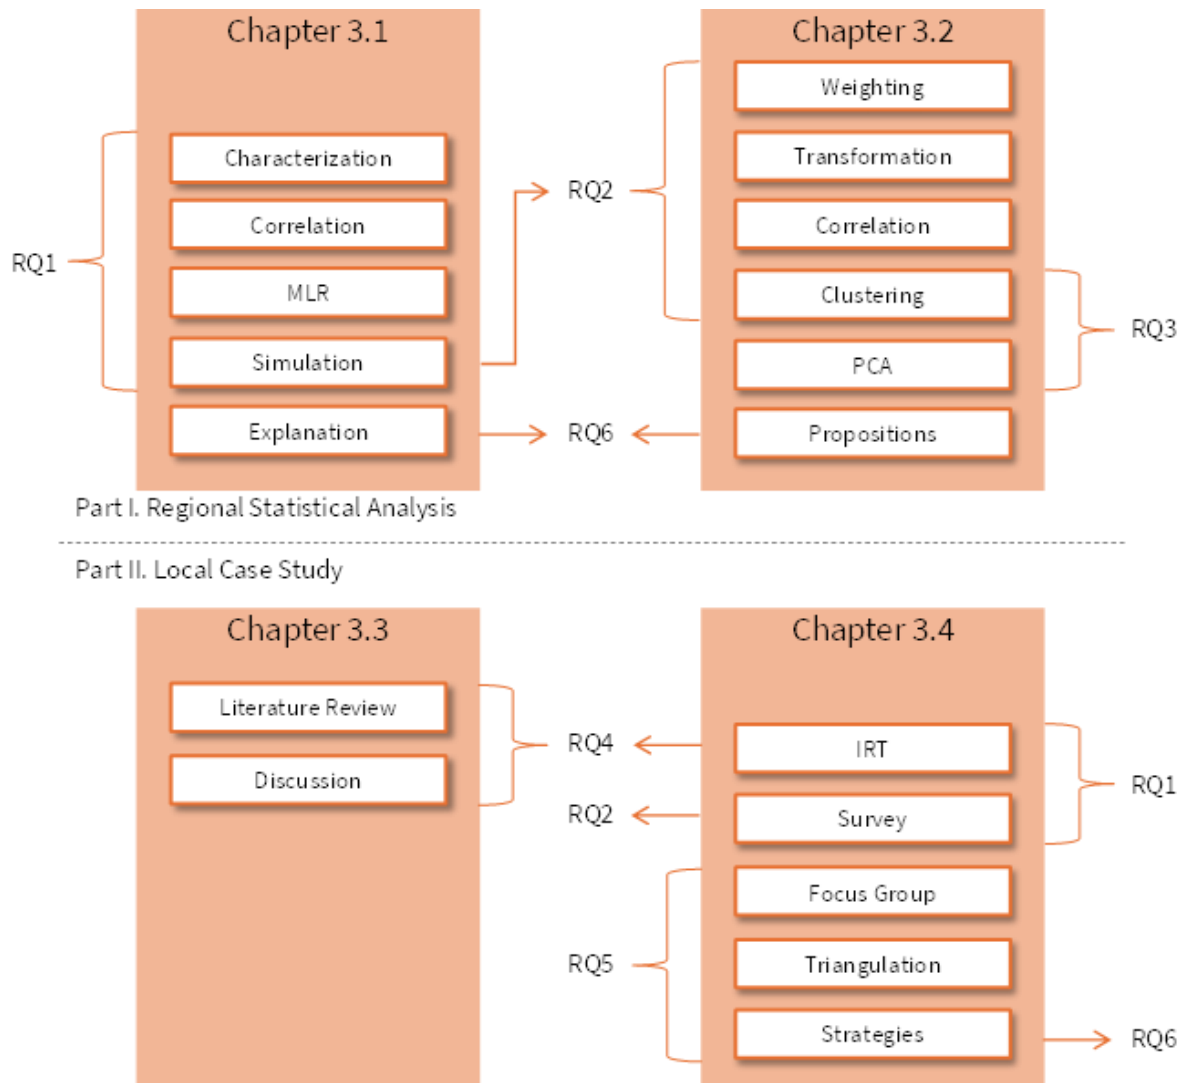 Chapter 3.1
Characterization
Correlation
MLR
Simulation
Explanation
RQ1
RQ2
RQ6
Chapter 3.2
Weighting
Transformation
Correlation
Clustering
PCA
Propositions
RQ3
Part I. Regional Statistical Analysis
Part II. Local Case Study
Chapter 3.3
Literature Review
Discussion
RQ4
RQ2
RQ5
Chapter 3.4
IRT
Survey
Focus Group
Triangulation
Strategies
RQ1
RQ6